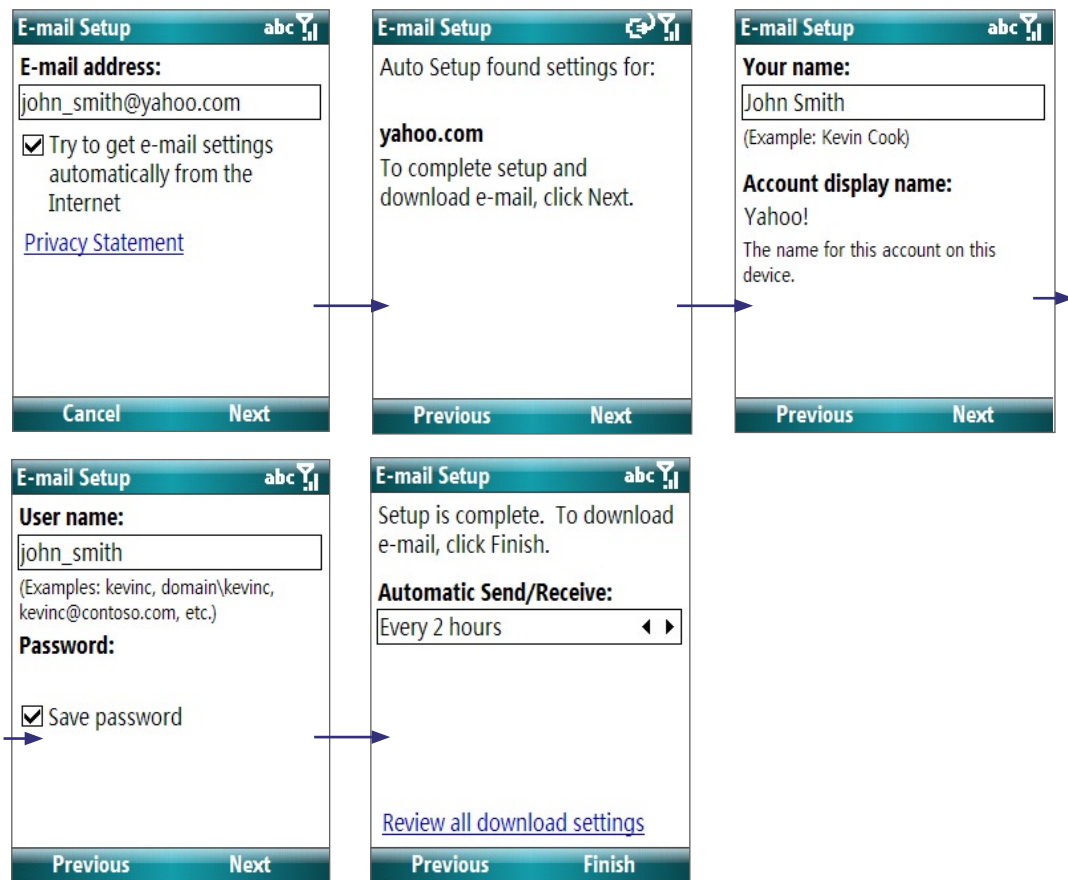 E-mail Setup abc
E-mail address:
john_smith@yahoo.com
Try to get e-mail settings
automatically from the
Internet
Privacy Statement
Cancel Next
E-mail Setup
Auto Setup found settings for:
yahoo.com
To complete setup and
download e-mail, click Next.
Previous Next
E-mail Setup abc
Your name:
John Smith
(Example: Kevin Cook)
Account display name:
Yahoo!
The name for this account on this
device.
Previous Next
E-mail Setup abc
User name:
john_smith
(Examples: kevinc, domain\kevinc,
kevinc@contoso.com, etc.)
Password:
Save password
Previous Next
E-mail Setup abc
Setup is complete. To download
e-mail, click Finish.
Automatic Send/Receive:
Every 2 hours
Review all download settings
Previous Finish